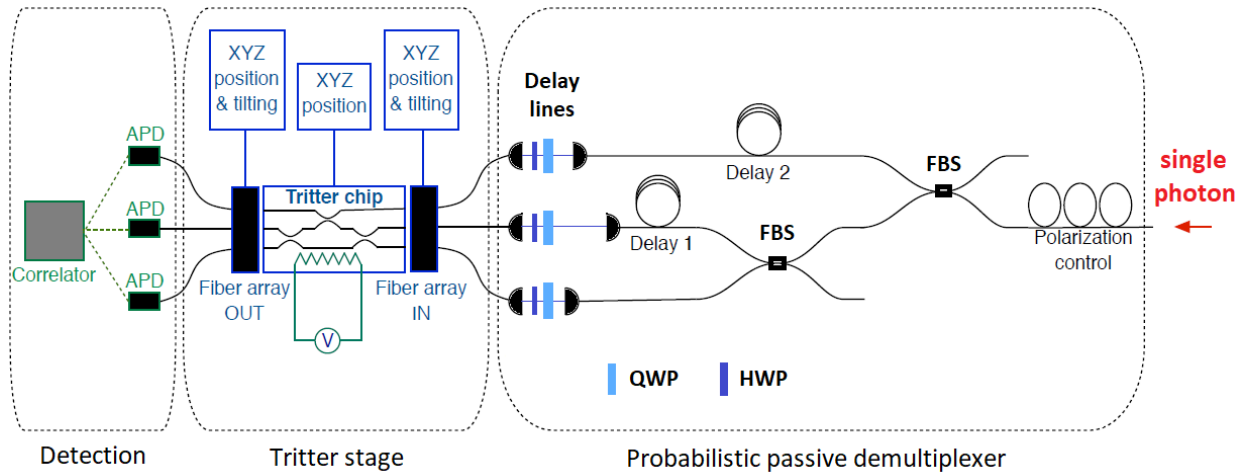 XYZ
position
& tilting
XYZ
position
XYZ
position
& tilting
Delay
lines
APD
APD
APD
Correlator
Tritter chip
Fiber array
OUT
Fiber array
IN
V
Delay 2
Delay 1
FBS
FBS
single
photon
Polarization
control
QWP
HWP
Detection
Tritter stage
Probabilistic passive demultiplexer